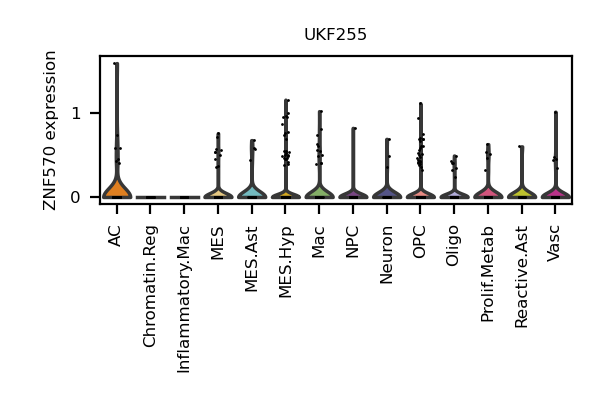 UKF255
ZNF570 expression
1
0
AC
Chromatin.Reg
Inflammatory.Mac
MES
MES.Ast
MES.Hyp
Mac
NPC
Neuron
OPC
Oligo
Prolif.Metab
Reactive.Ast
Vasc